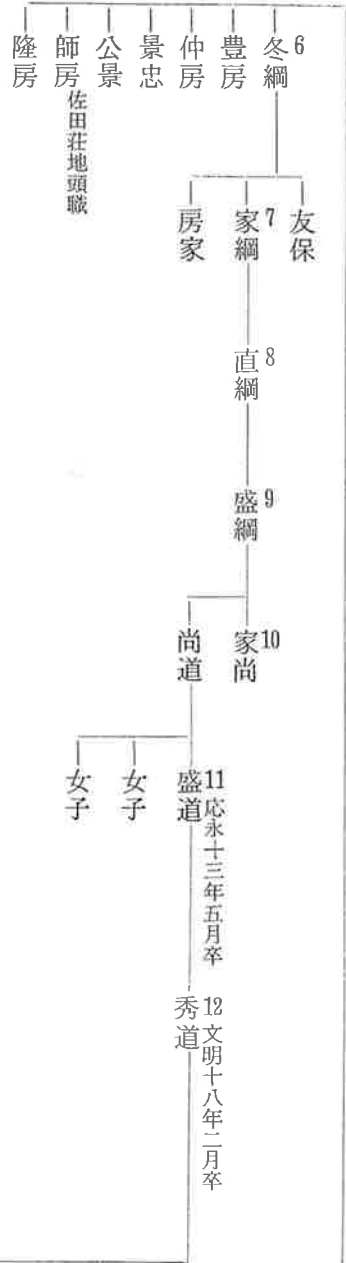 冬綱 6
豊房
仲房
景忠
公景
師房 佐田荘地頭職
隆房
友保
家綱 7
房家
直綱 8
盛綱 9
家尚 10
尚道
盛道 11 応永十三年五月卒
女子
女子
秀道 12 文明十八年二月卒